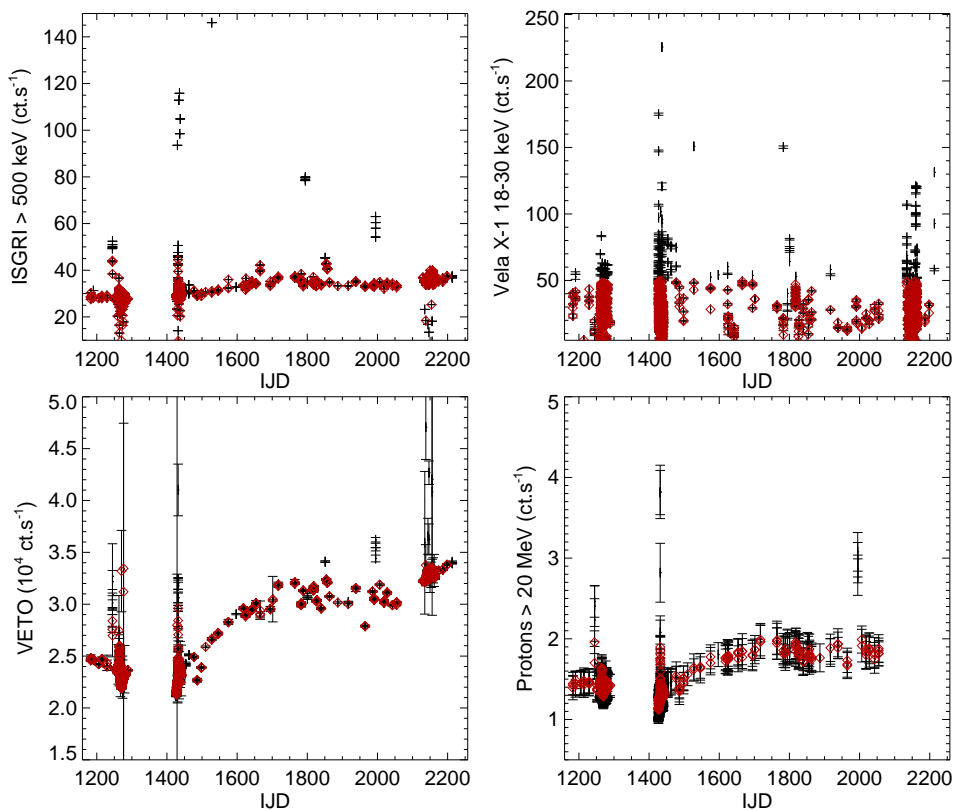 ISGRI > 500 keV (ct.s⁻¹)
140
120
100
80
60
40
20
1200 1400 1600 1800 2000 2200
IJD
Vela X-1 18-30 keV (ct.s⁻¹)
250
200
150
100
50
1200 1400 1600 1800 2000 2200
IJD
VETO (10⁴ ct.s⁻¹)
5.0
4.5
4.0
3.5
3.0
2.5
2.0
1.5
1200 1400 1600 1800 2000 2200
IJD
Protons > 20 MeV (ct.s⁻¹)
5
4
3
2
1
1200 1400 1600 1800 2000 2200
IJD